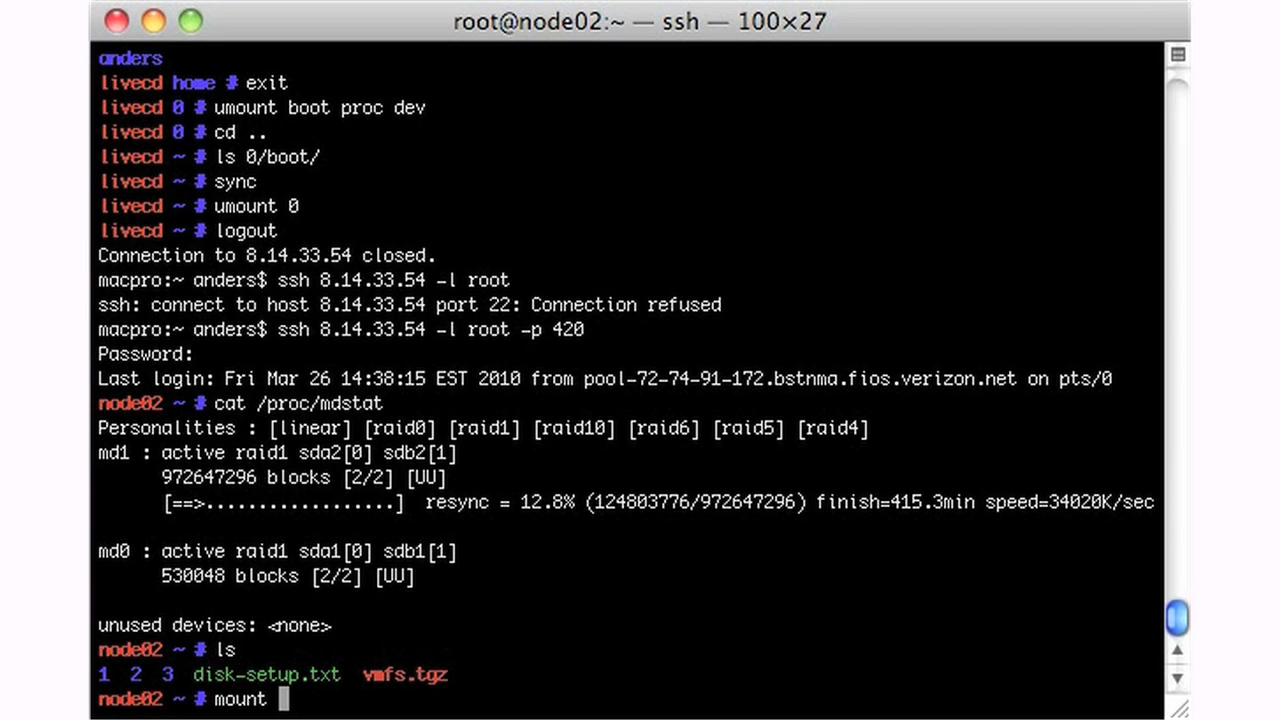 root@node02:~ — ssh — 100×27
anders
livecd home # exit
livecd 0 # umount boot proc dev
livecd 0 # cd ..
livecd ~ # ls 0/boot/
livecd ~ # sync
livecd ~ # umount 0
livecd ~ # logout
Connection to 8.14.33.54 closed.
macpro:~ anders$ ssh 8.14.33.54 -l root
ssh: connect to host 8.14.33.54 port 22: Connection refused
macpro:~ anders$ ssh 8.14.33.54 -l root -p 420
Password:
Last login: Fri Mar 26 14:38:15 EST 2010 from pool-72-74-91-172.bstnma.fios.verizon.net on pts/0
node02 ~ # cat /proc/mdstat
Personalities : [linear] [raid0] [raid1] [raid10] [raid6] [raid5] [raid4]
md1 : active raid1 sda2[0] sdb2[1]
972647296 blocks [2/2] [UU]
[==>..................] resync = 12.8% (124803776/972647296) finish=415.3min speed=34020K/sec
md0 : active raid1 sda1[0] sdb1[1]
530048 blocks [2/2] [UU]
unused devices: <none>
node02 ~ # ls
1 2 3 disk-setup.txt vmfs.tgz
node02 ~ # mount